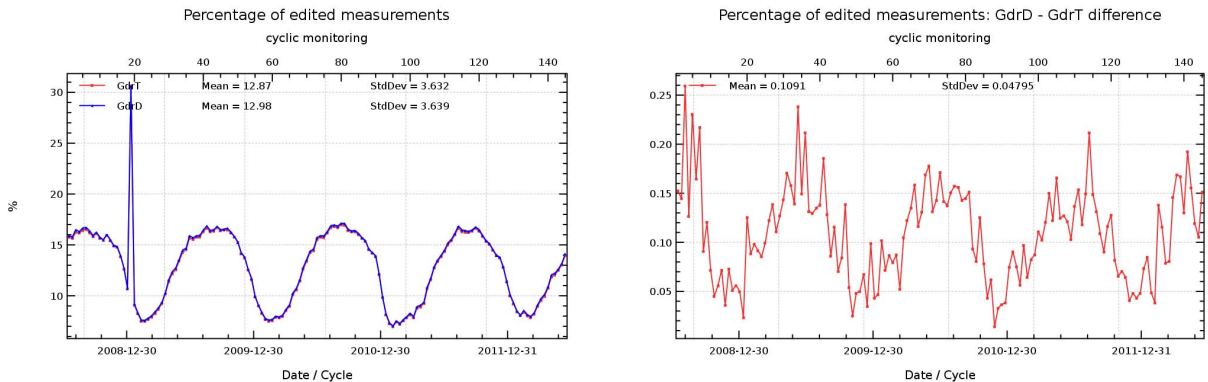 Percentage of edited measurements
cyclic monitoring
20 40 60 80 100 120 140
GdrT Mean = 12.87 StdDev = 3.632
GdrD Mean = 12.98 StdDev = 3.639
30
25
20
15
10
%
2008-12-30 2009-12-30 2010-12-30 2011-12-31
Date / Cycle
Percentage of edited measurements: GdrD - GdrT difference
cyclic monitoring
20 40 60 80 100 120 140
Mean = 0.1091 StdDev = 0.04795
0.25
0.20
0.15
0.10
0.05
2008-12-30 2009-12-30 2010-12-30 2011-12-31
Date / Cycle